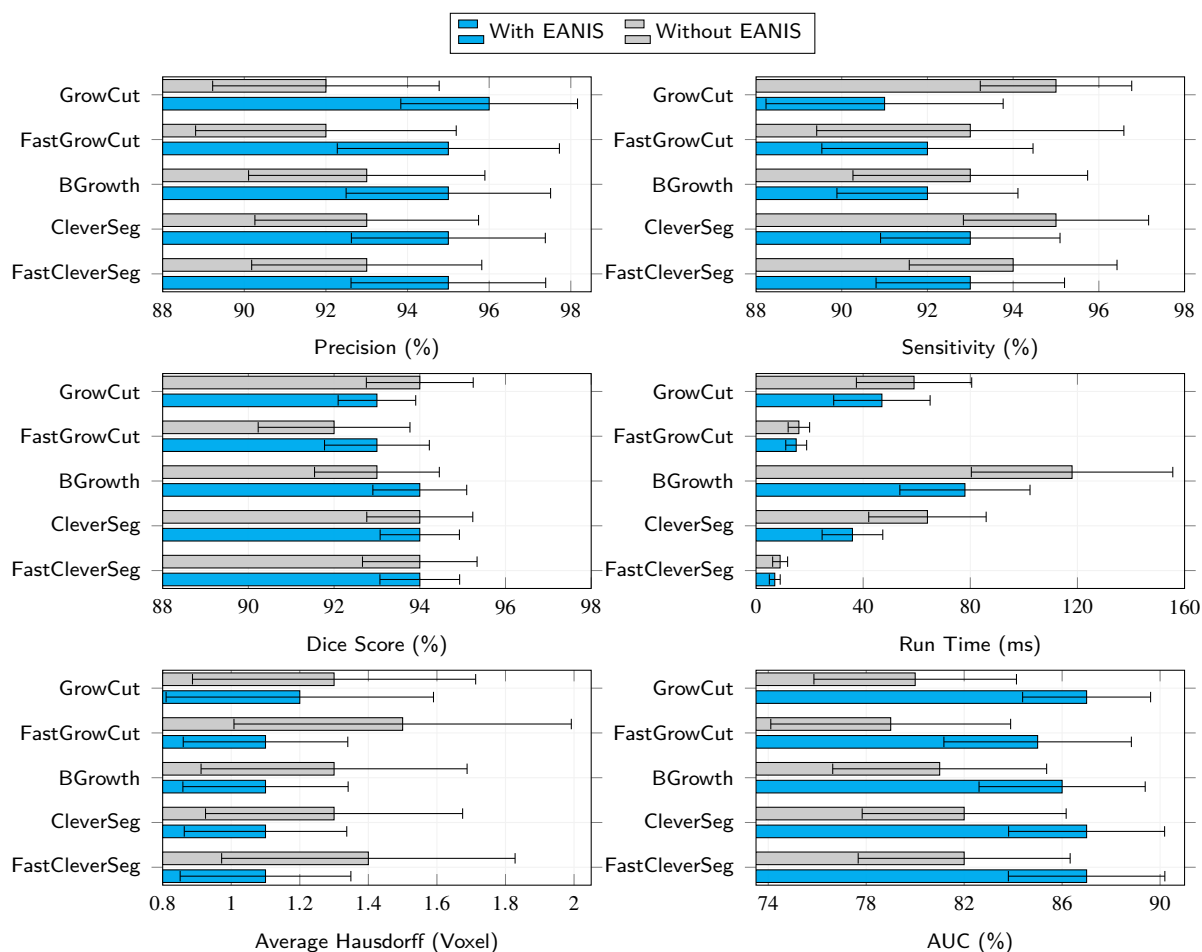 With EANIS Without EANIS
GrowCut
FastGrowCut
BGrowth
CleverSeg
FastCleverSeg
88 90 92 94 96 98
Precision (%)
GrowCut
FastGrowCut
BGrowth
CleverSeg
FastCleverSeg
88 90 92 94 96 98
Sensitivity (%)
GrowCut
FastGrowCut
BGrowth
CleverSeg
FastCleverSeg
88 90 92 94 96 98
Dice Score (%)
GrowCut
FastGrowCut
BGrowth
CleverSeg
FastCleverSeg
0 40 80 120 160
Run Time (ms)
GrowCut
FastGrowCut
BGrowth
CleverSeg
FastCleverSeg
0.8 1 1.2 1.4 1.6 1.8 2
Average Hausdorff (Voxel)
GrowCut
FastGrowCut
BGrowth
CleverSeg
FastCleverSeg
74 78 82 86 90
AUC (%)